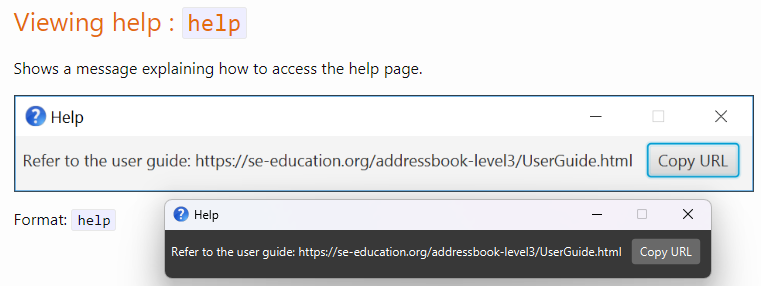 Viewing help : help
Shows a message explaining how to access the help page.
Help
Refer to the user guide: https://se-education.org/addressbook-level3/UserGuide.html Copy URL
Format: help
Help
Refer to the user guide: https://se-education.org/addressbook-level3/UserGuide.html Copy URL